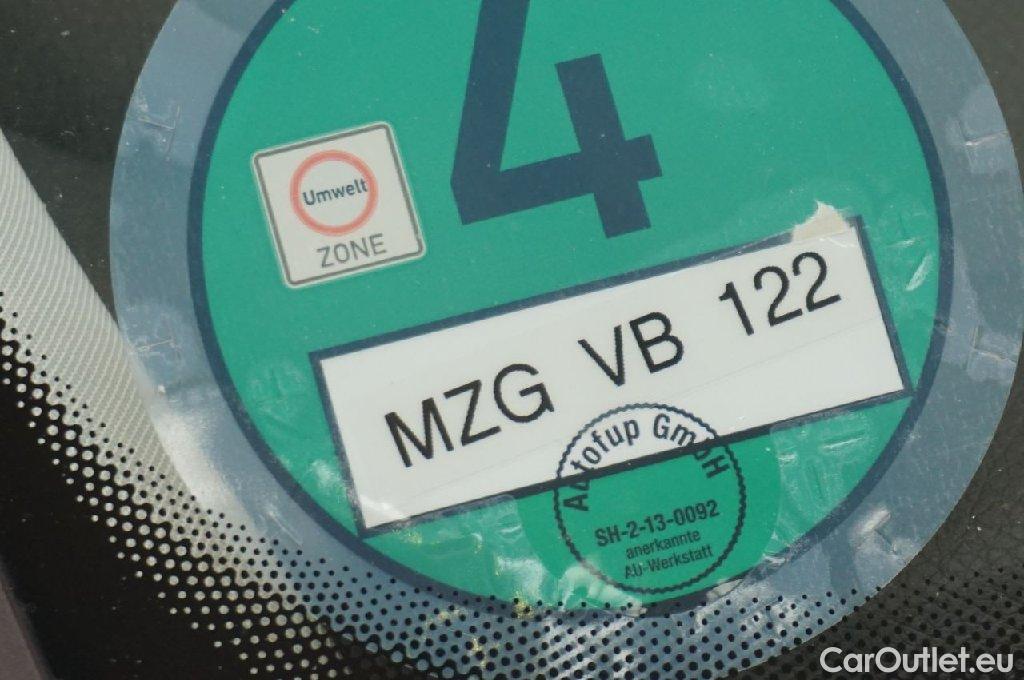 4
Umwelt
ZONE
MZG VB 122
Autofup GmbH
SH-2-13-0092
anerkannte
AU-Werkstatt
CarOutlet.eu